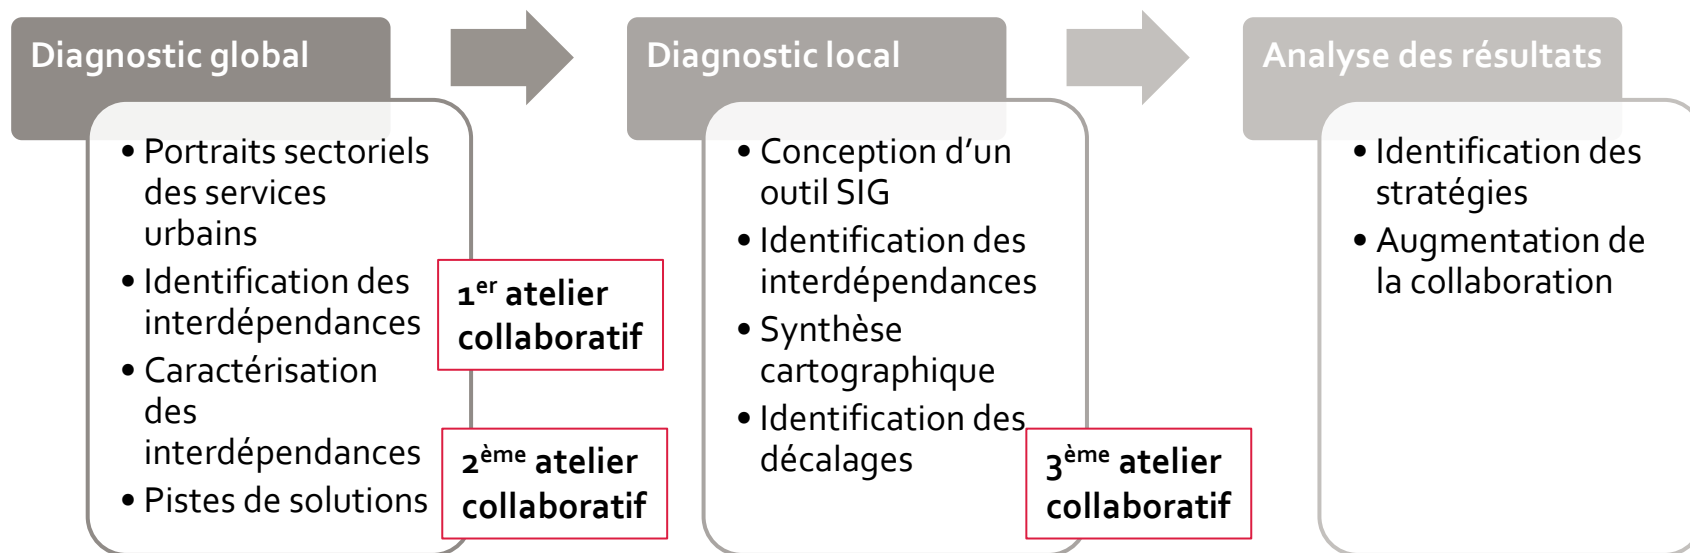 Diagnostic global
• Portraits sectoriels
des services
urbains
• Identification des
interdépendances
• Caractérisation
des
interdépendances
• Pistes de solutions
1er atelier
collaboratif
2ème atelier
collaboratif
Diagnostic local
• Conception d’un
outil SIG
• Identification des
interdépendances
• Synthèse
cartographique
• Identification des
décalages
3ème atelier
collaboratif
Analyse des résultats
• Identification des
stratégies
• Augmentation de
la collaboration